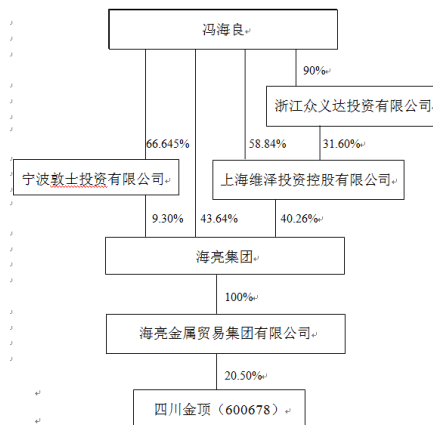 冯海良
90%
浙江众义达投资有限公司
66.645%
58.84%
31.60%
宁波敦士投资有限公司
上海维泽投资控股有限公司
9.30%
43.64%
40.26%
海亮集团
100%
海亮金属贸易集团有限公司
20.50%
四川金顶（600678）